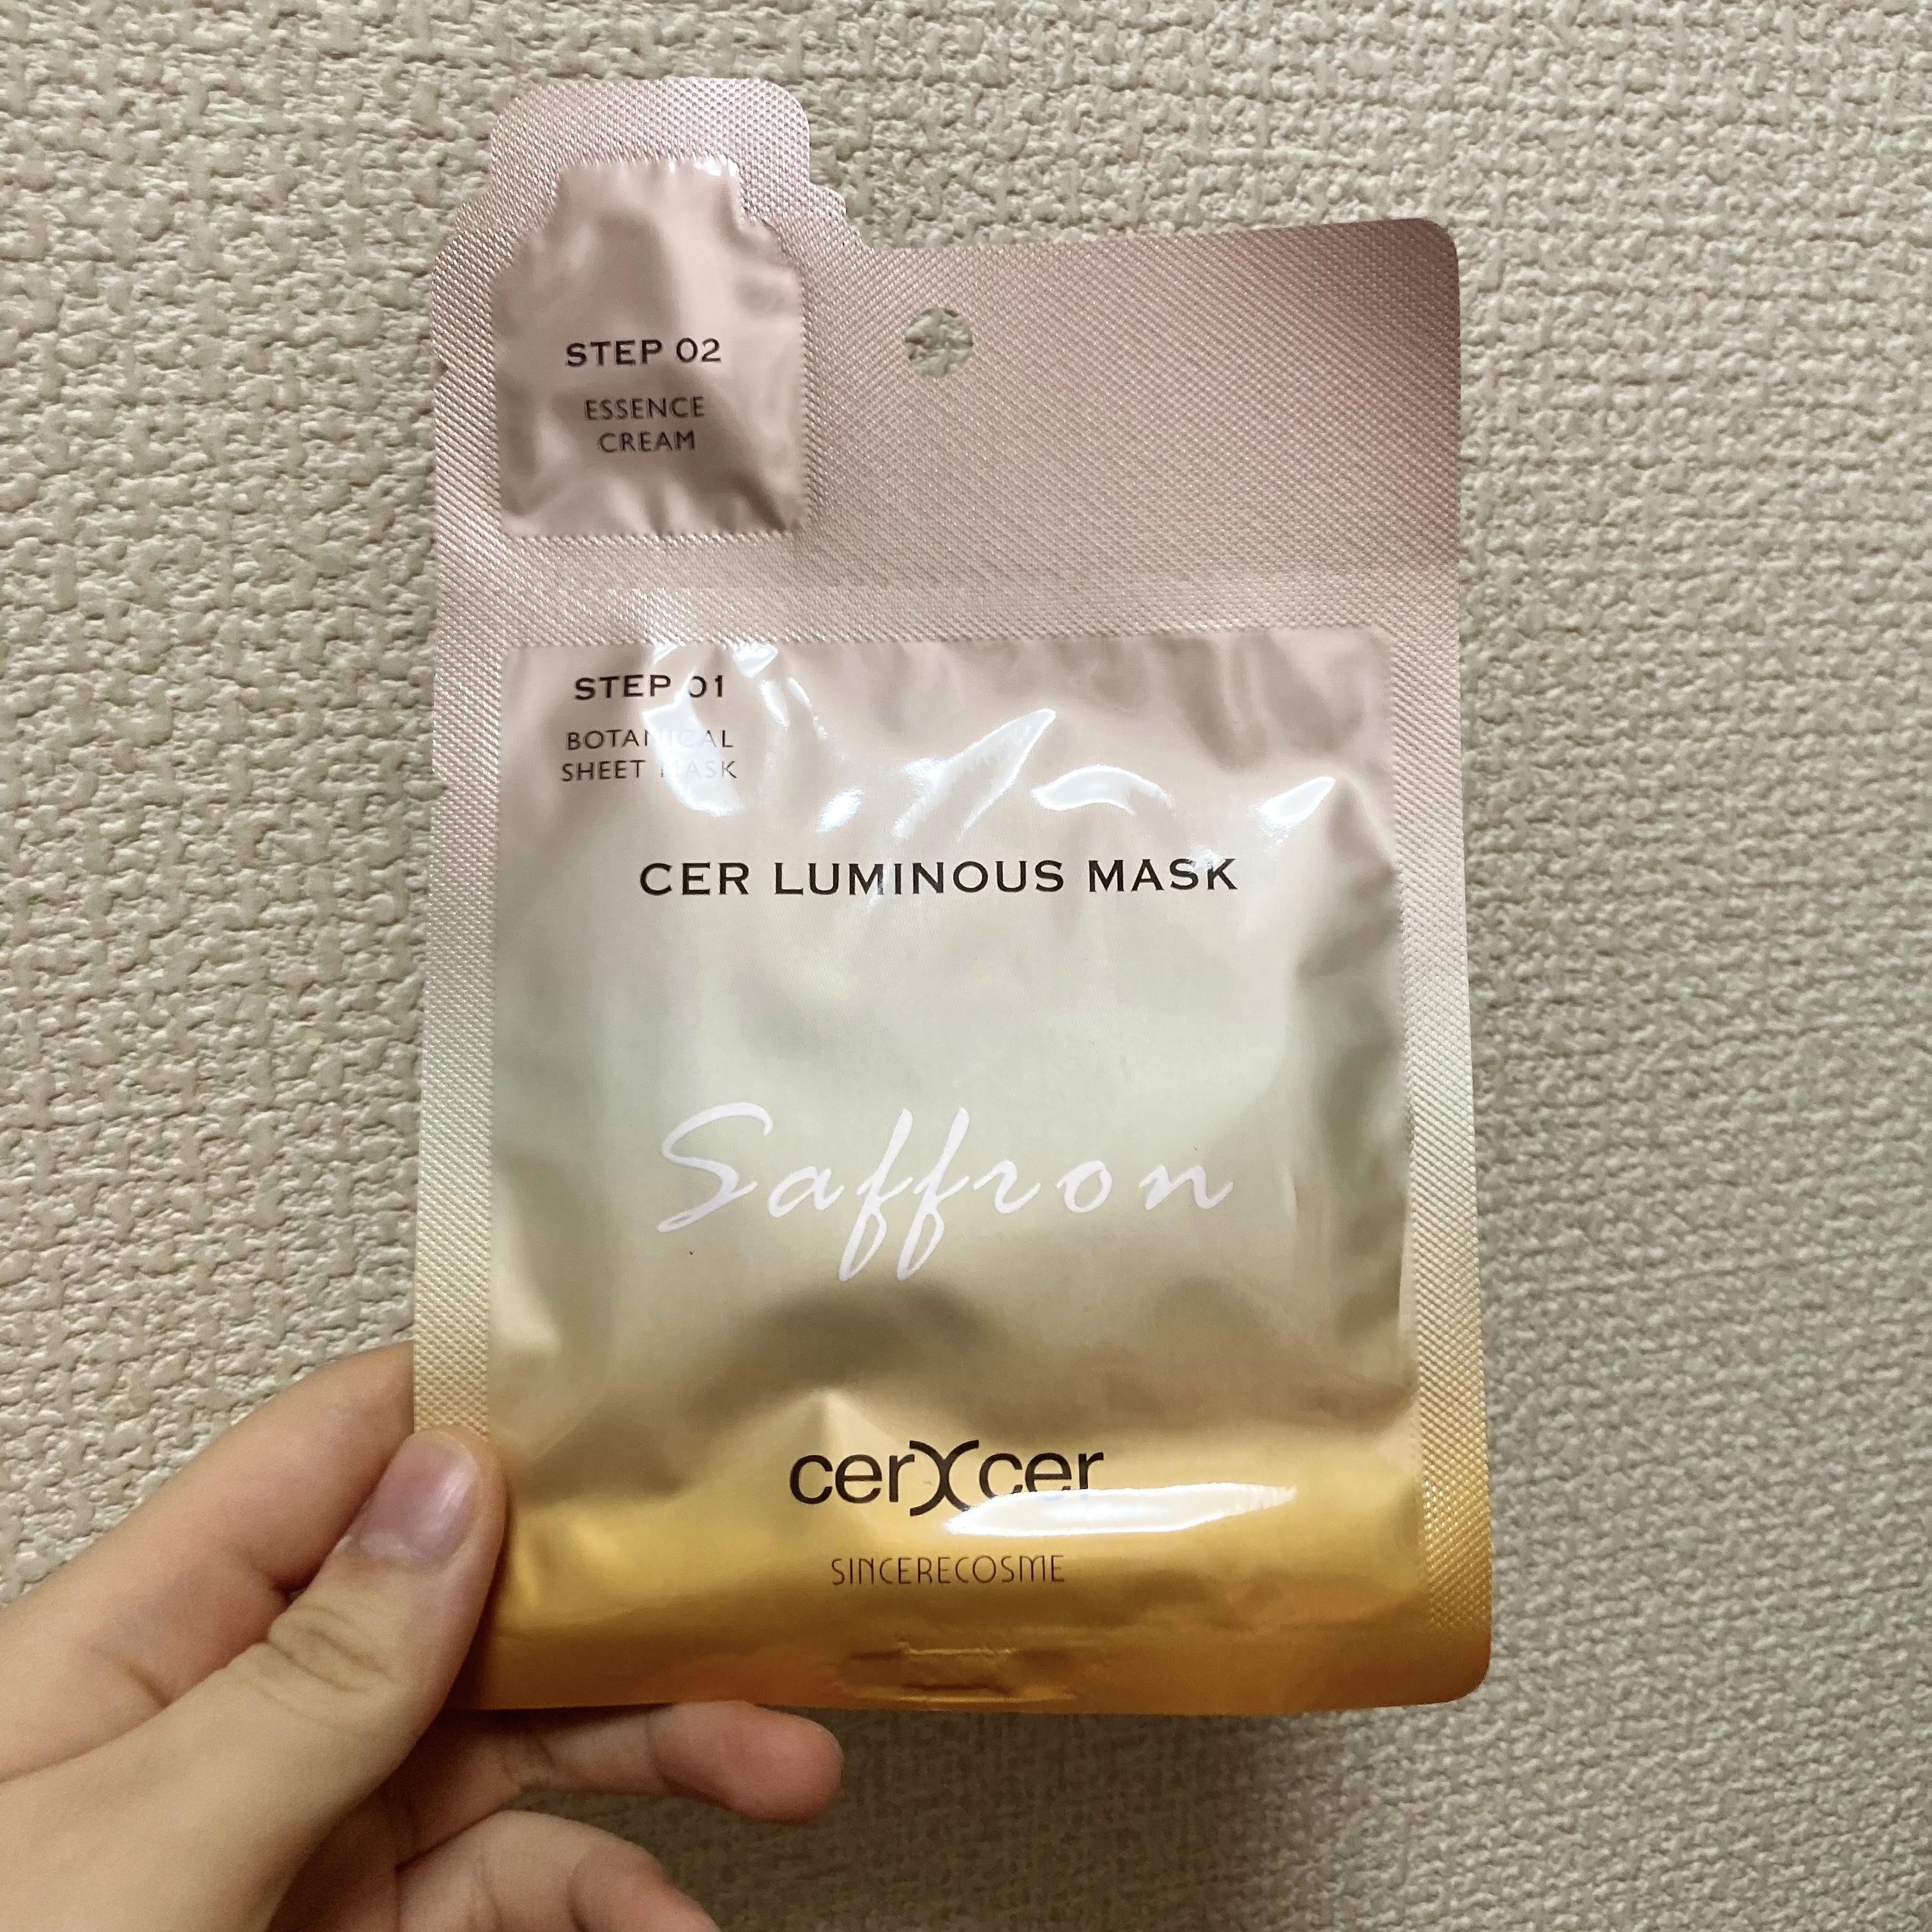 STEP 02
ESSENCE
CREAM
STEP 01
BOTANICAL
SHEET MASK
CER LUMINOUS MASK
Saffron
cerXcer
SINCERECOSME